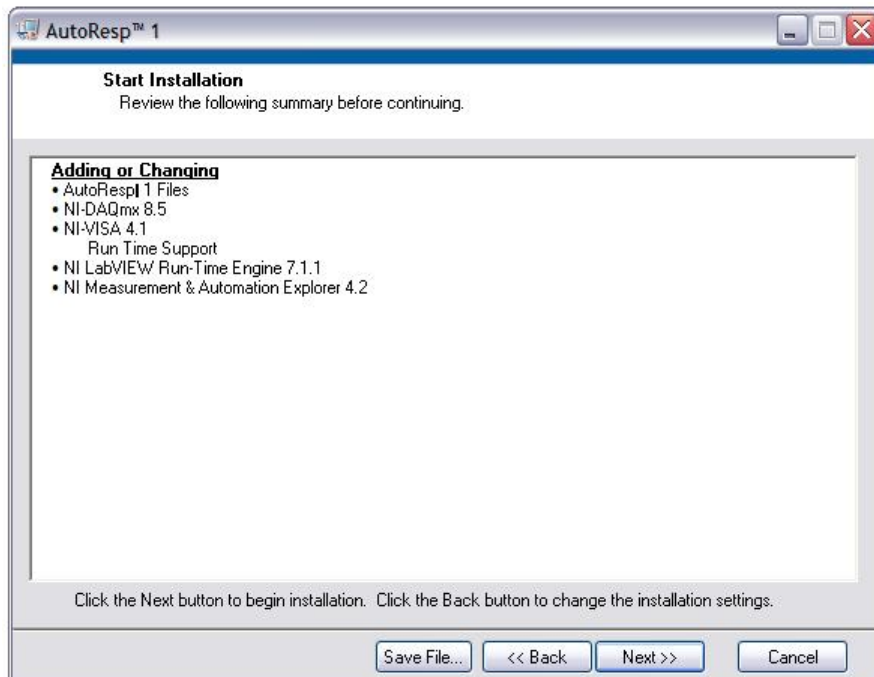 AutoResp™ 1
Start Installation
Review the following summary before continuing.
Adding or Changing
• AutoResp| 1 Files
• NI-DAQmx 8.5
• NI-VISA 4.1
Run Time Support
• NI LabVIEW Run-Time Engine 7.1.1
• NI Measurement & Automation Explorer 4.2
Click the Next button to begin installation. Click the Back button to change the installation settings.
Save File... << Back Next >> Cancel